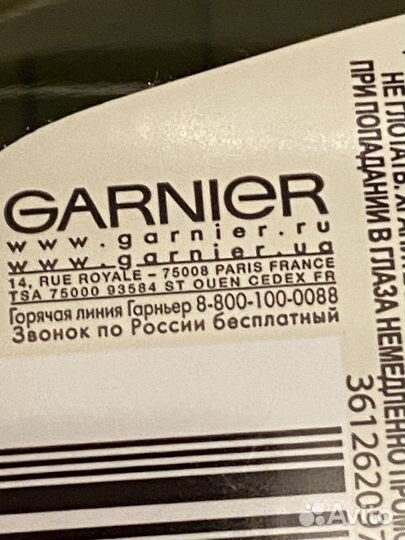 GARNIER
www.garnier.ru
www.garnier.ua
14, RUE ROYALE - 75008 PARIS FRANCE
TSA 75000 93584 ST OUEN CEDEX FR
Горячая линия Гарньер 8-800-100-0088
Звонок по России бесплатный
НЕ ГЛОТАТЬ.
ПРИ ПОПАДАНИИ В ГЛАЗА НЕМЕДЛЕННО
Avito